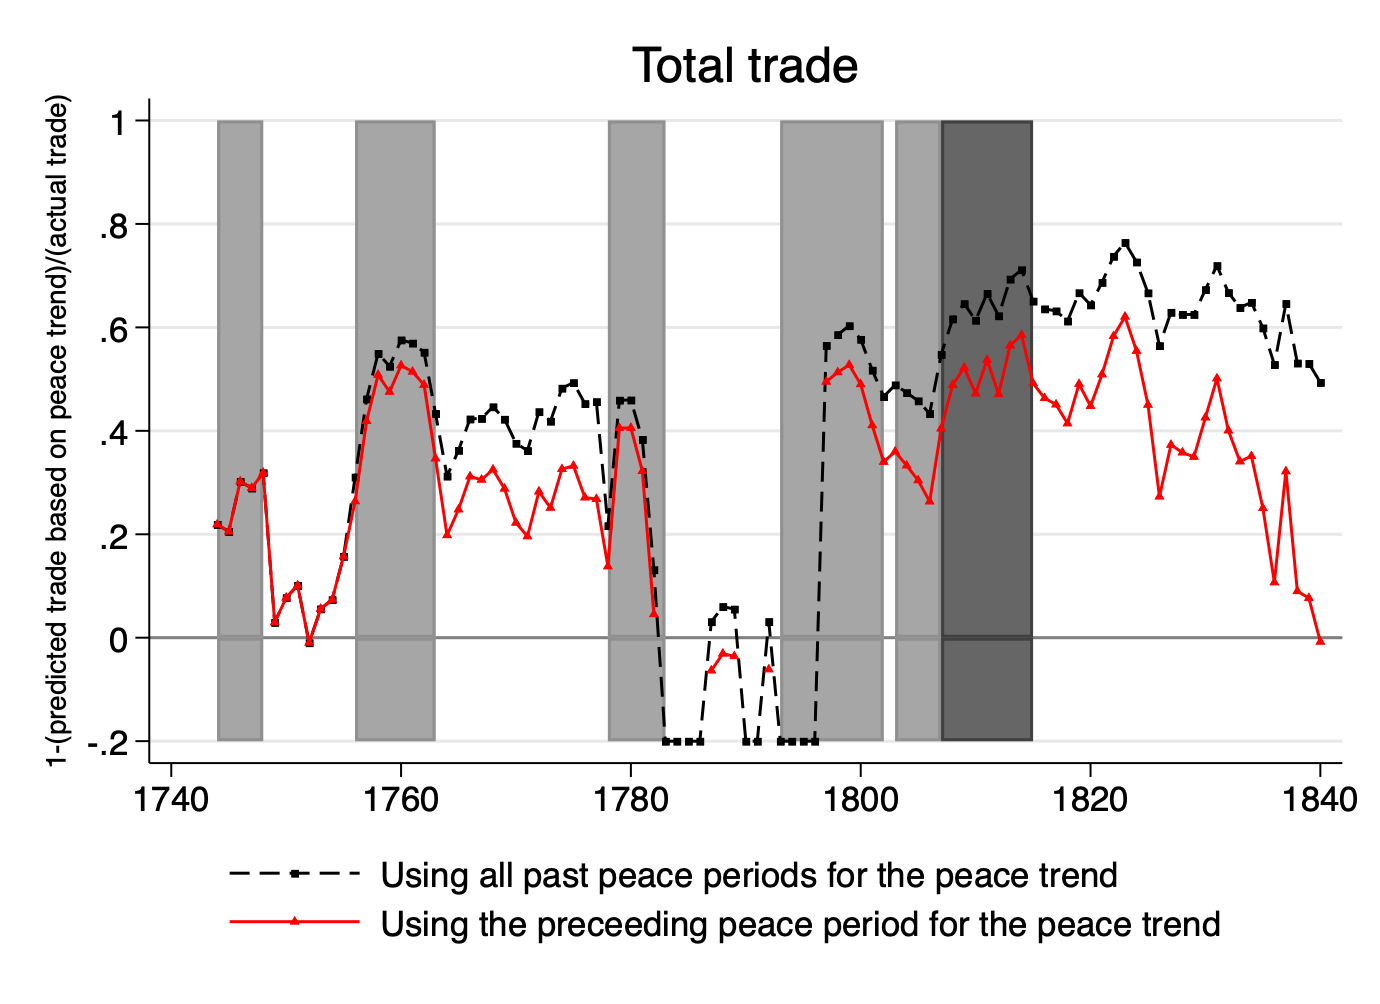 Total trade
1-(predicted trade based on peace trend)/(actual trade)
1
.8
.6
.4
.2
0
-.2
1740 1760 1780 1800 1820 1840
Using all past peace periods for the peace trend
Using the preceeding peace period for the peace trend